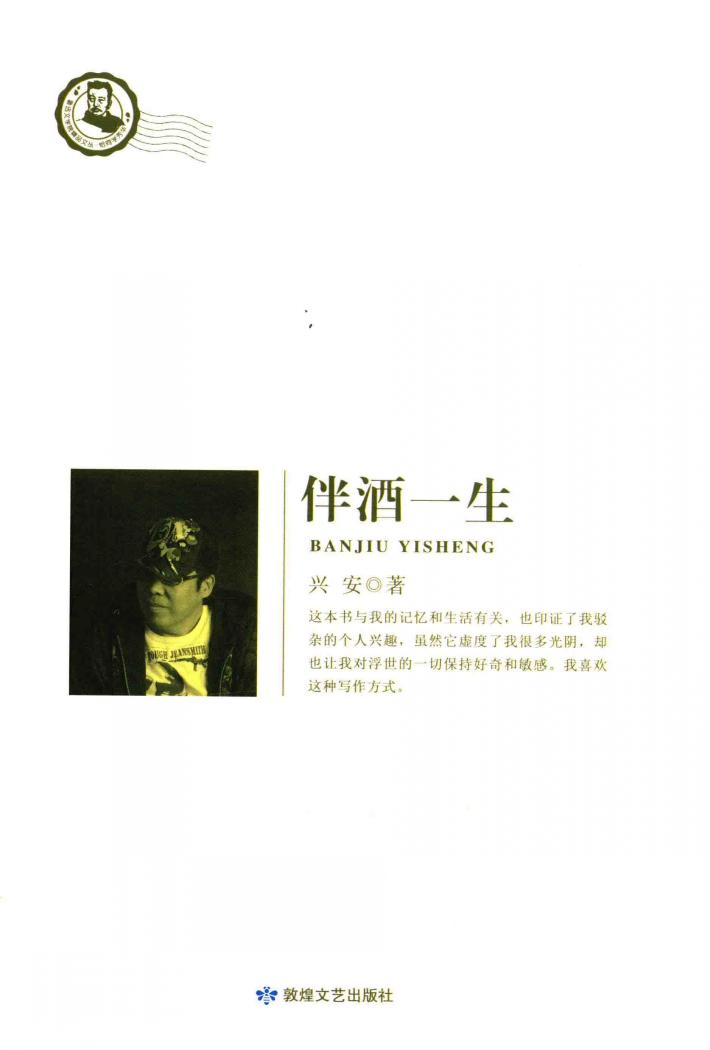 伴酒一生
BANJIU YISHENG
兴 安◎著
这本书与我的记忆和生活有关，也印证了我驳
杂的个人兴趣，虽然它虚度了我很多光阴，却
也让我对浮世的一切保持好奇和敏感。我喜欢
这种写作方式。
JEANSMITH
敦煌文艺出版社